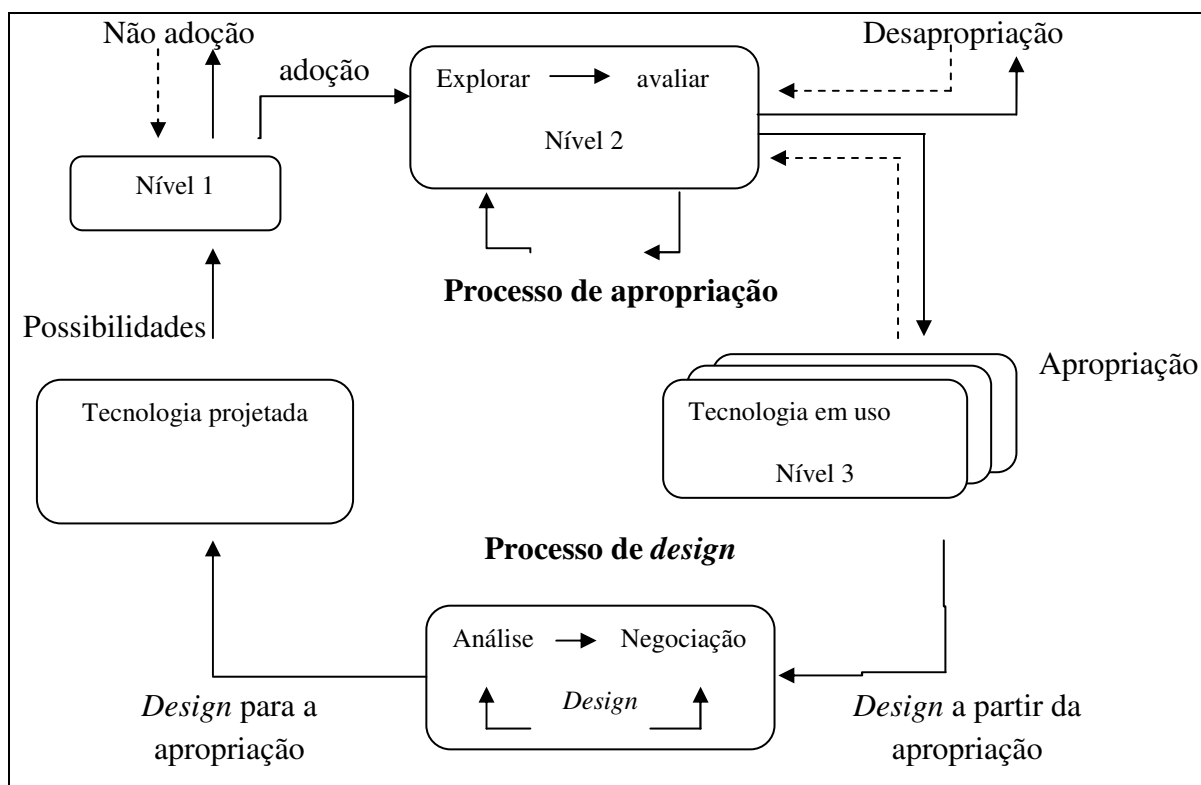 Não adoção
adoção
Desapropriação
Explorar avaliar
Nível 2
Nível 1
Processo de apropriação
Possibilidades
Apropriação
Tecnologia projetada
Tecnologia em uso
Nível 3
Processo de design
Análise Negociação
Design
Design para a
apropriação
Design a partir da
apropriação